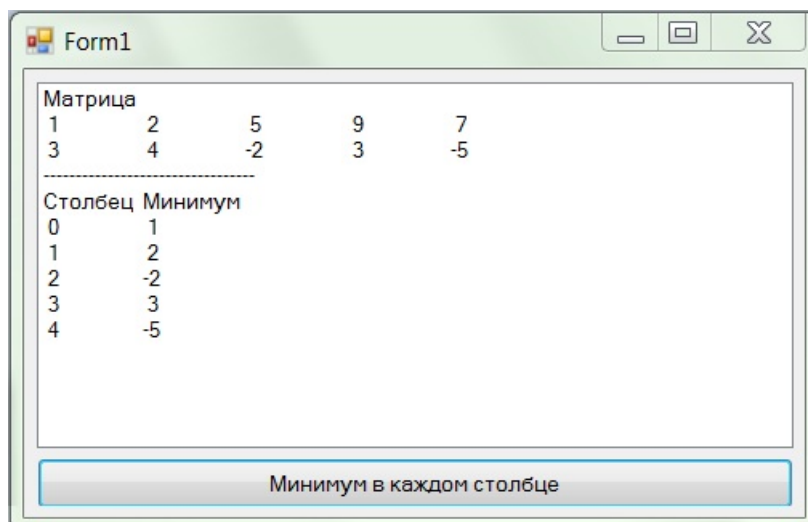 Form1
Матрица
1 2 5 9 7
3 4 -2 3 -5
---------------------------------
Столбец Минимум
0 1
1 2
2 -2
3 3
4 -5
Минимум в каждом столбце